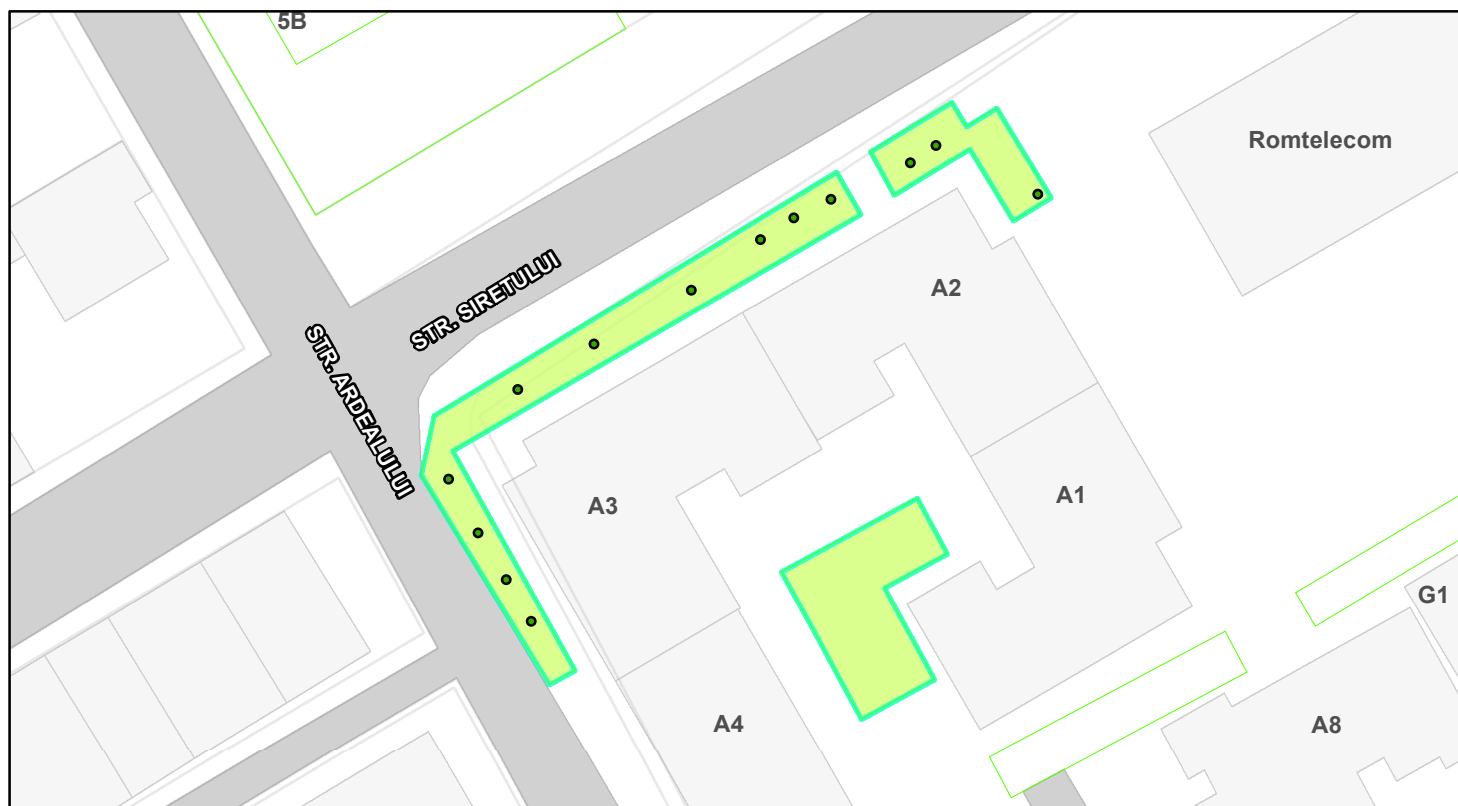 5B
Romtelecom
STR. SIRETULUI
A2
STR. ARDEALULUI
A3
A1
G1
A4
A8